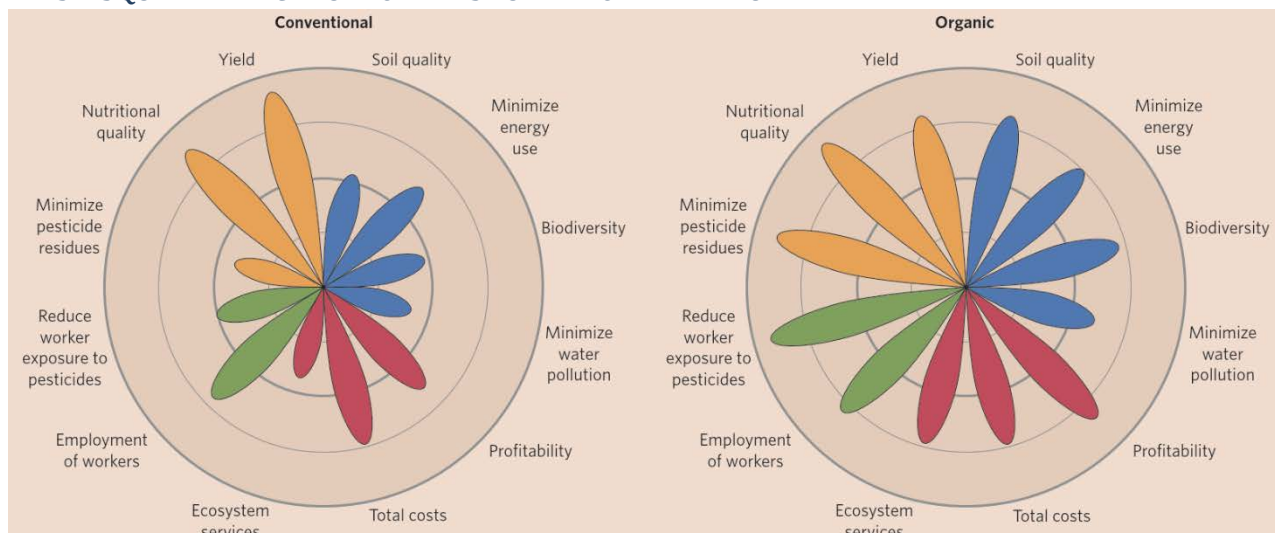 Conventional
Yield
Soil quality
Nutritional
quality
Minimize
energy
use
Minimize
pesticide
residues
Biodiversity
Reduce
worker
exposure to
pesticides
Minimize
water
pollution
Employment
of workers
Profitability
Ecosystem
services
Total costs
Organic
Yield
Soil quality
Nutritional
quality
Minimize
energy
use
Minimize
pesticide
residues
Biodiversity
Reduce
worker
exposure to
pesticides
Minimize
water
pollution
Employment
of workers
Profitability
Ecosystem
services
Total costs